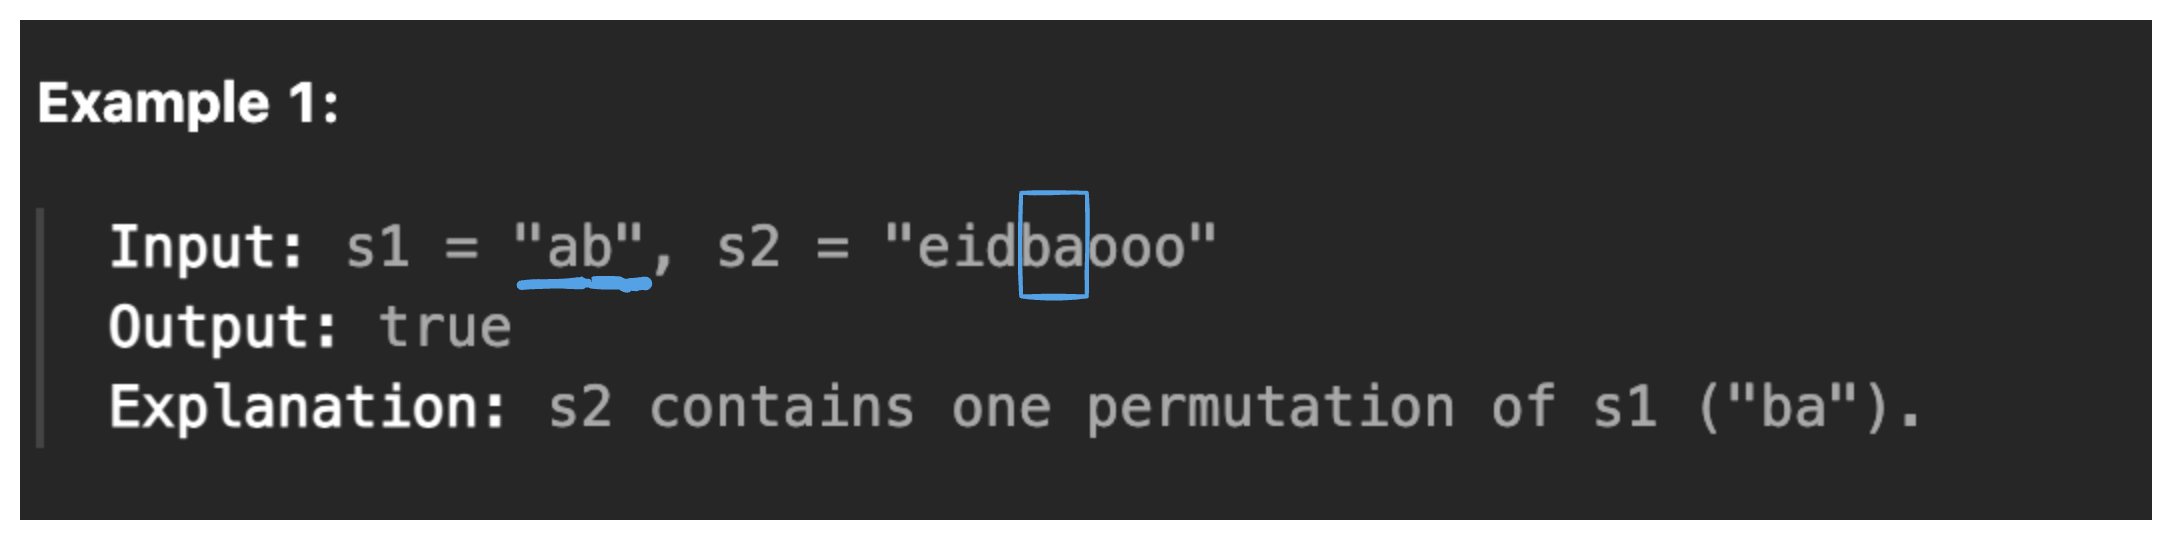 Example 1:
Input: s1 = "ab", s2 = "eidbaooo"
Output: true
Explanation: s2 contains one permutation of s1 ("ba").